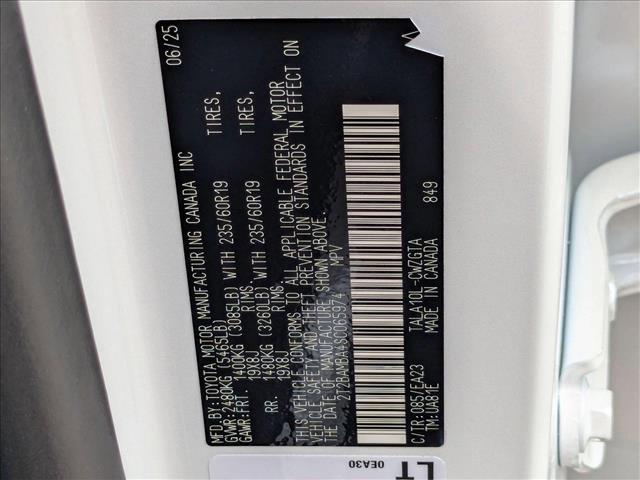 MFD.BY:TOYOTA MOTOR MANUFACTURING CANADA INC 06/25
GVWR:2480KG (5465LB)
GAWR:FRT 1400KG (3085LB) WITH 235/60R19 TIRES,
19X8J RIMS,
RR. 1480KG (3260LB) WITH 235/60R19 TIRES,
19X8J RIMS.
THIS VEHICLE CONFORMS TO ALL APPLICABLE FEDERAL MOTOR
VEHICLE SAFETY AND THEFT PREVENTION STANDARDS IN EFFECT ON
THE DATE OF MANUFACTURE SHOWN ABOVE.
2T2BAMBA4SC065974 MPV
C/TR:085/EA23 TALA10L-CWZGTA 849
TM:UA81E MADE IN CANADA
LT
0EA30